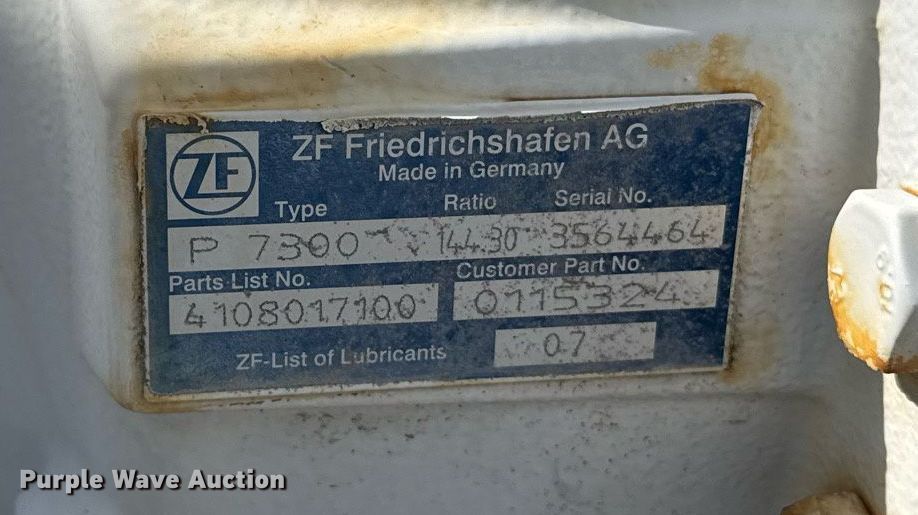 ZF Friedrichshafen AG
Made in Germany
ZF
Type Ratio Serial No.
P 7300 144.30 3564464
Parts List No. Customer Part No.
4108017100 0115324
ZF-List of Lubricants 07
Purple Wave Auction